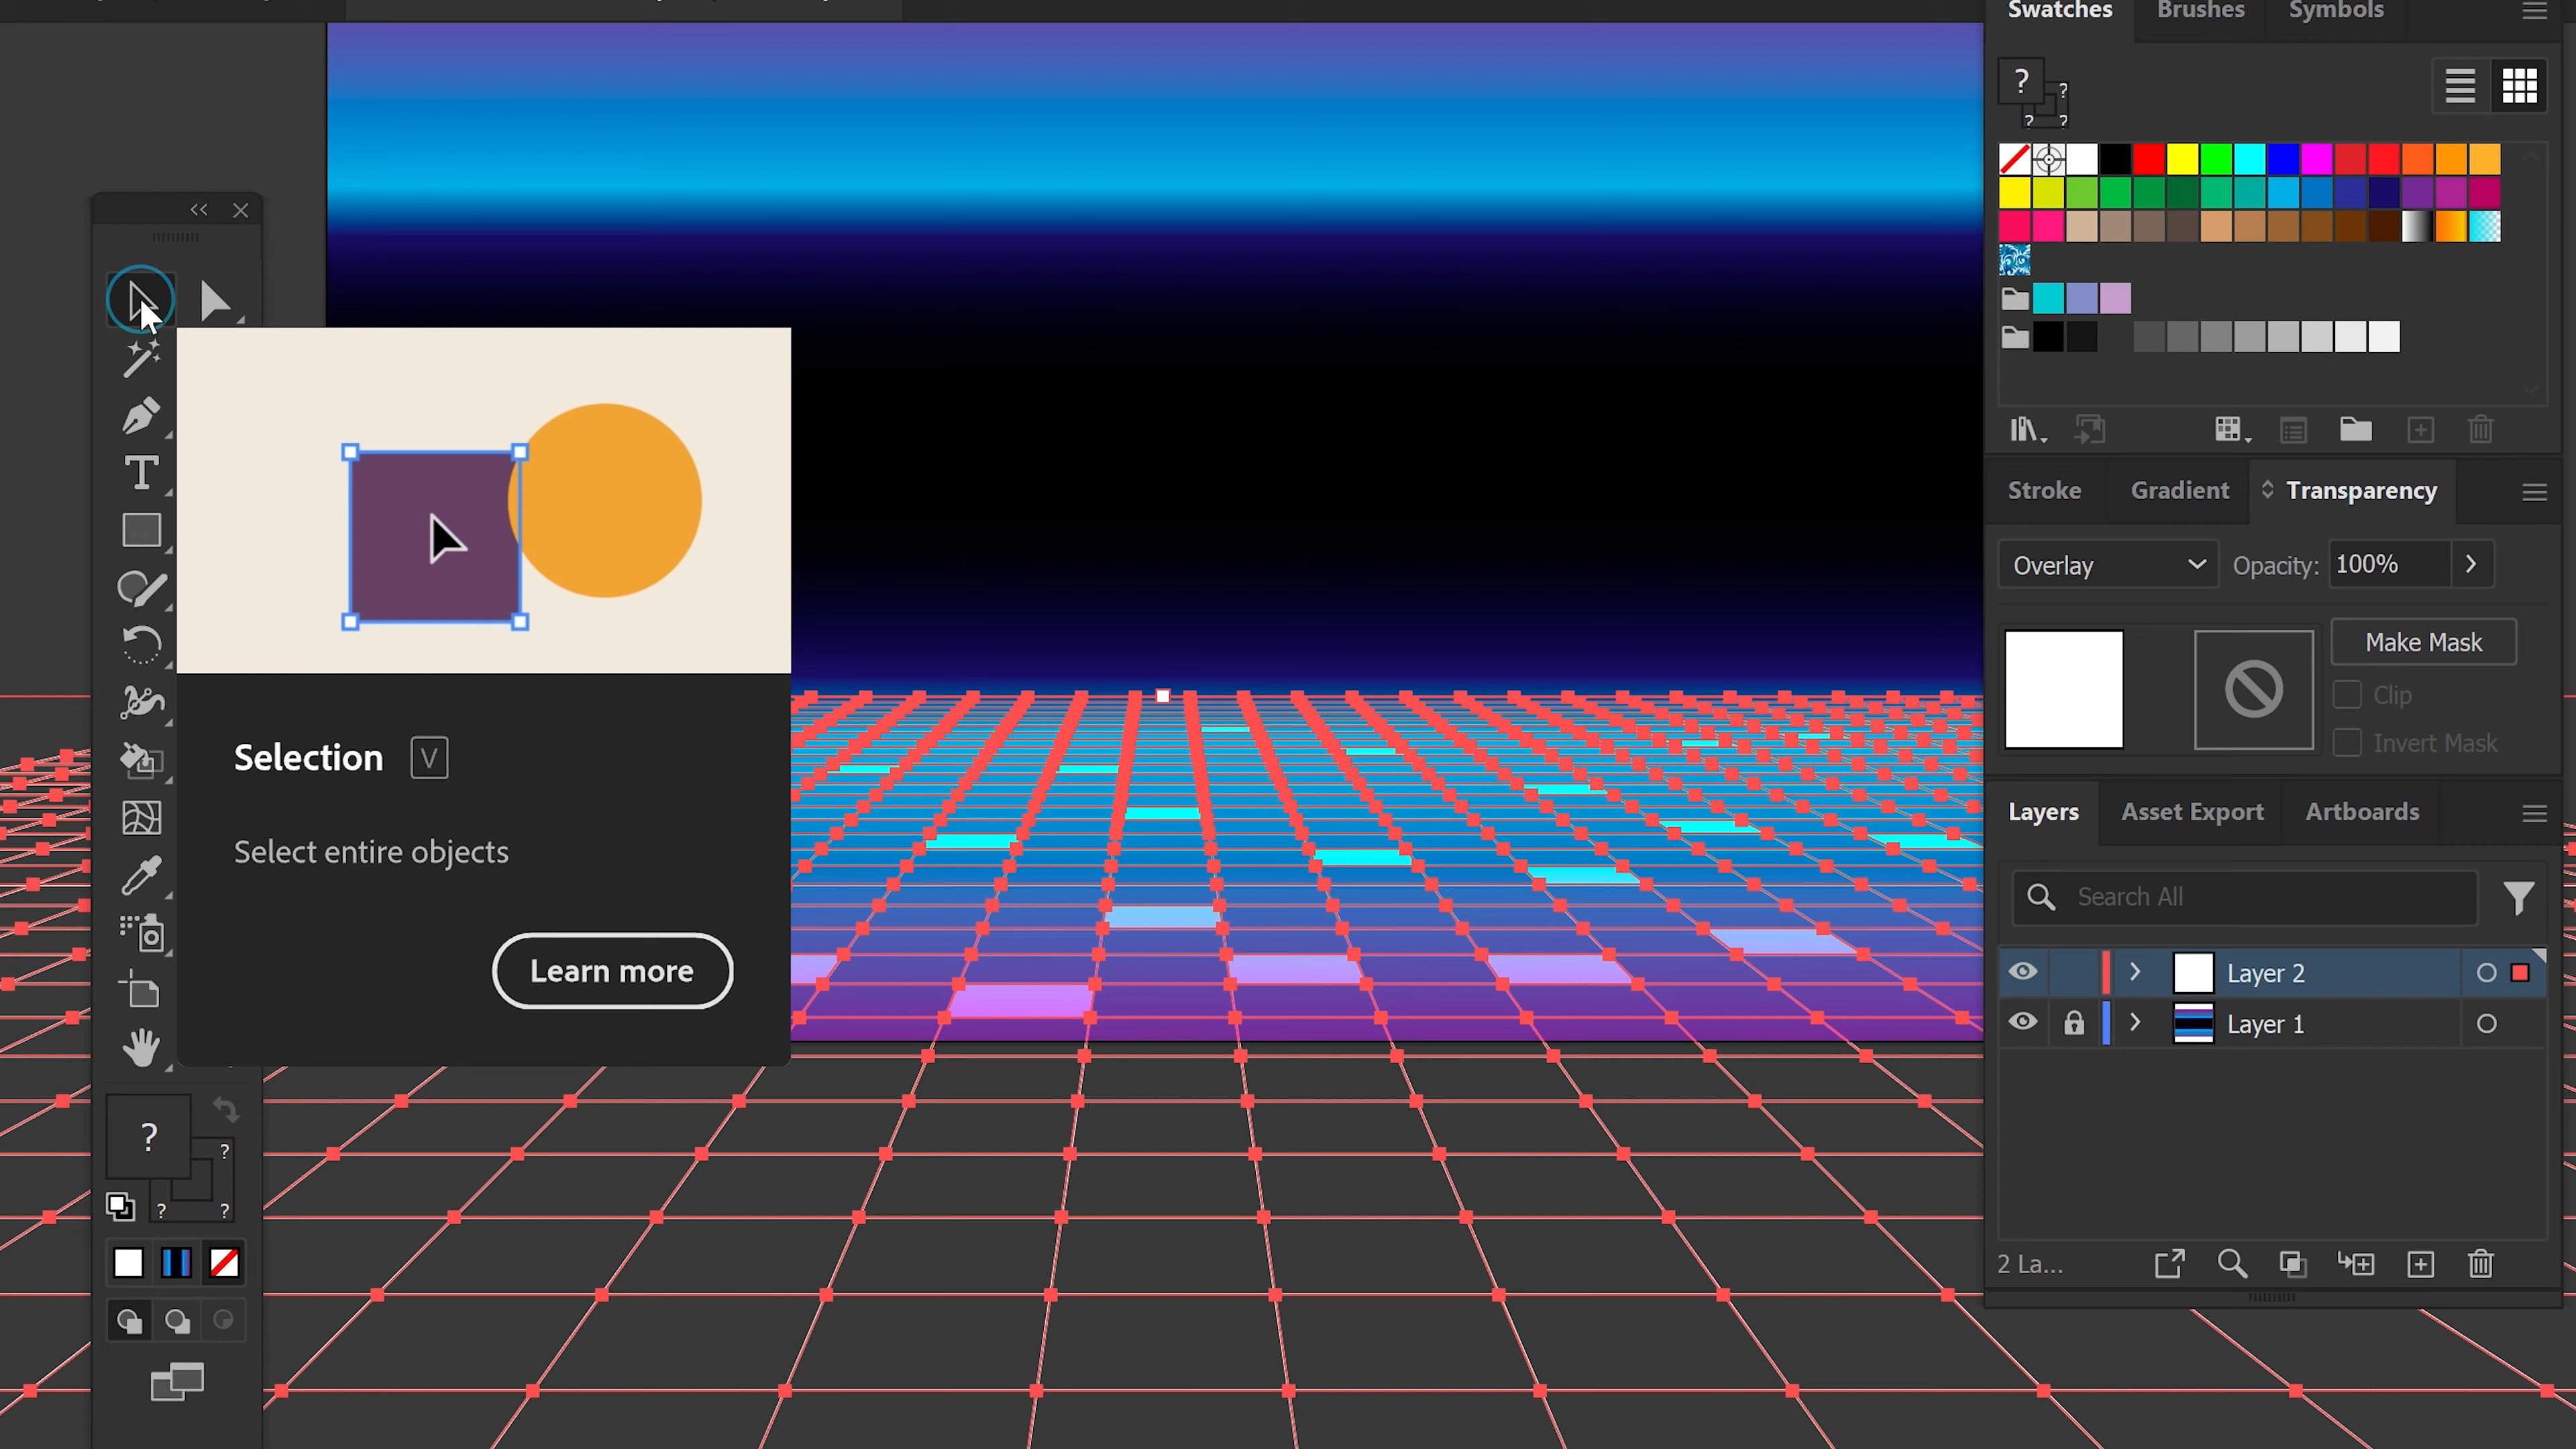 Swatches Brushes Symbols
?
?
? ?
Stroke Gradient Transparency
Overlay Opacity: 100%
Make Mask
Clip
Invert Mask
Selection V
Select entire objects
Learn more
Layers Asset Export Artboards
Search All
Layer 2
Layer 1
2 La...
T
?
?
? ?